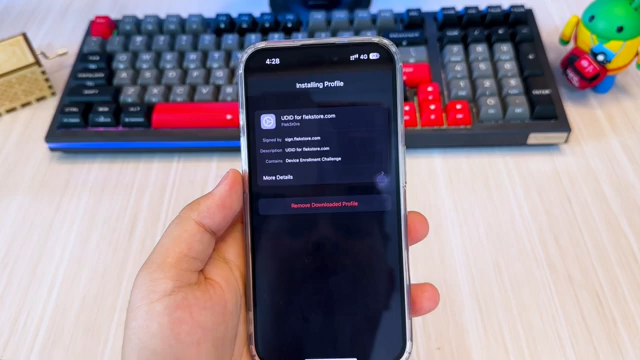 4:28
4G
Installing Profile
UDID for flekstore.com
FlekStOre
Signed by sign.flekstore.com
Description UDID for flekstore.com
Contains Device Enrollment Challenge
More Details
Remove Downloaded Profile